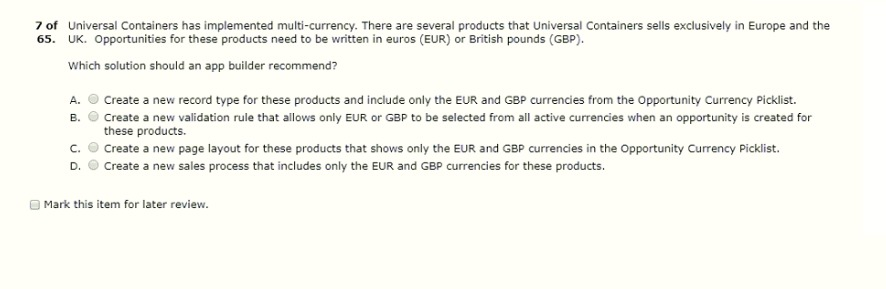 7 of Universal Containers has implemented multi-currency. There are several products that Universal Containers sells exclusively in Europe and the
65. UK. Opportunities for these products need to be written in euros (EUR) or British pounds (GBP).
Which solution should an app builder recommend?
A. Create a new record type for these products and include only the EUR and GBP currencies from the Opportunity Currency Picklist.
B. Create a new validation rule that allows only EUR or GBP to be selected from all active currencies when an opportunity is created for
these products.
C. Create a new page layout for these products that shows only the EUR and GBP currencies in the Opportunity Currency Picklist.
D. Create a new sales process that includes only the EUR and GBP currencies for these products.
Mark this item for later review.